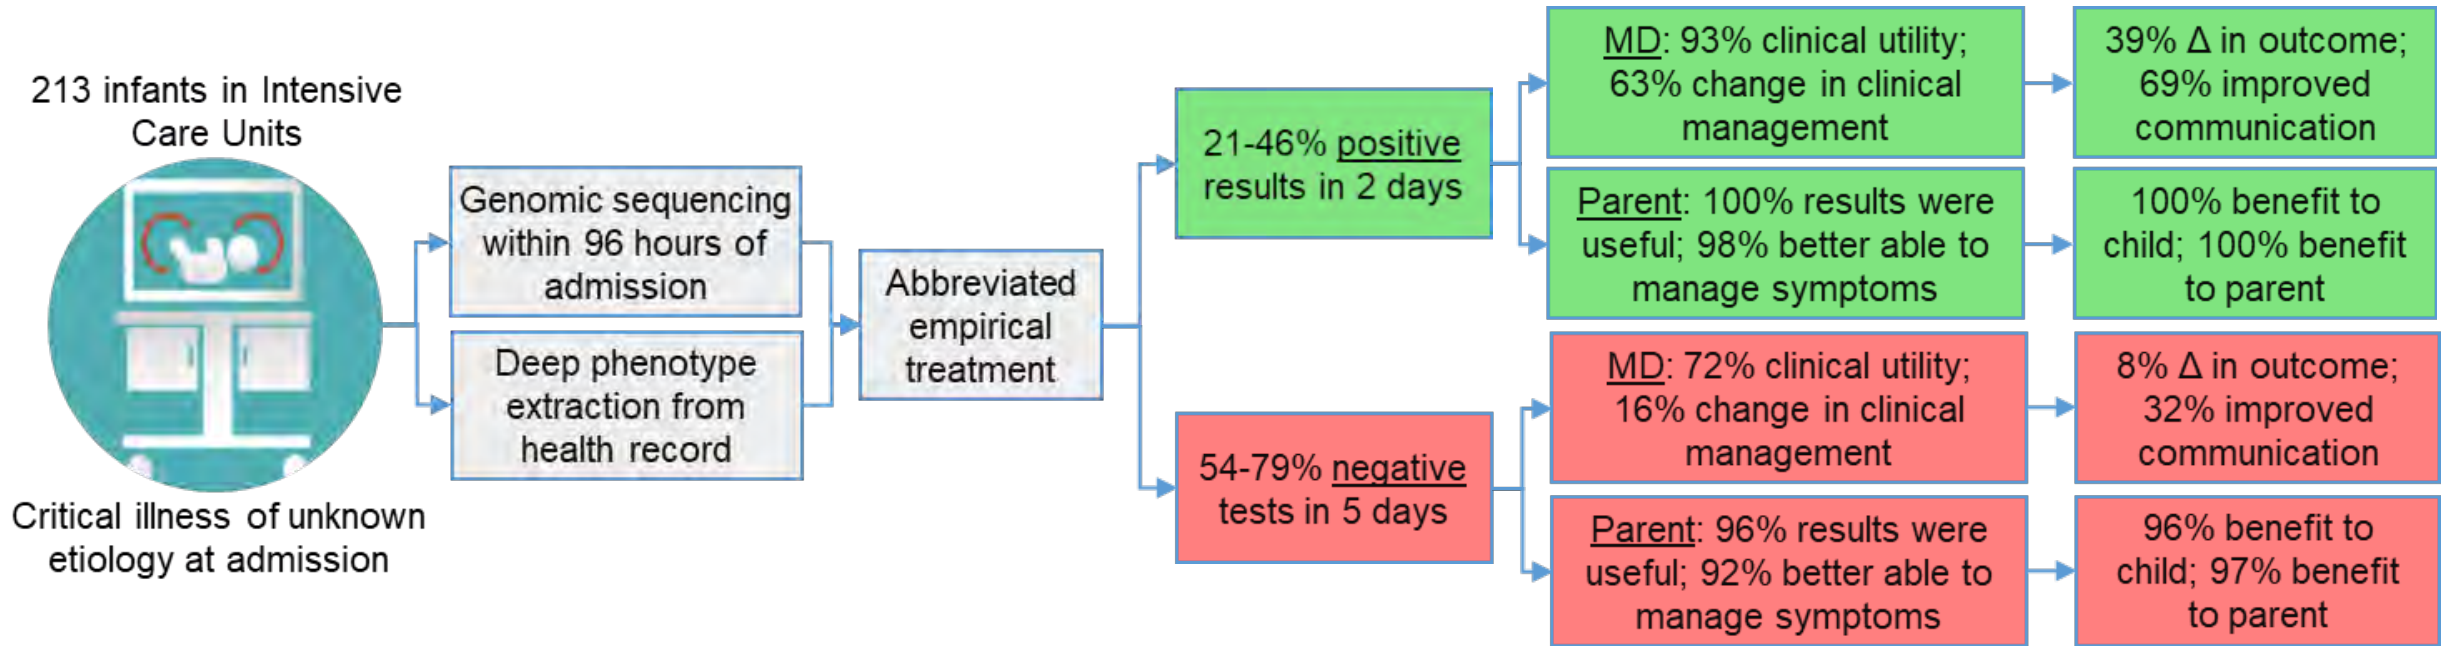 213 infants in Intensive
Care Units
Critical illness of unknown
etiology at admission
Genomic sequencing
within 96 hours of
admission
Deep phenotype
extraction from
health record
Abbreviated
empirical
treatment
21-46% positive
results in 2 days
MD: 93% clinical utility;
63% change in clinical
management
39% Δ in outcome;
69% improved
communication
Parent: 100% results were
useful; 98% better able to
manage symptoms
100% benefit to
child; 100% benefit
to parent
54-79% negative
tests in 5 days
MD: 72% clinical utility;
16% change in clinical
management
8% Δ in outcome;
32% improved
communication
Parent: 96% results were
useful; 92% better able to
manage symptoms
96% benefit to
child; 97% benefit
to parent